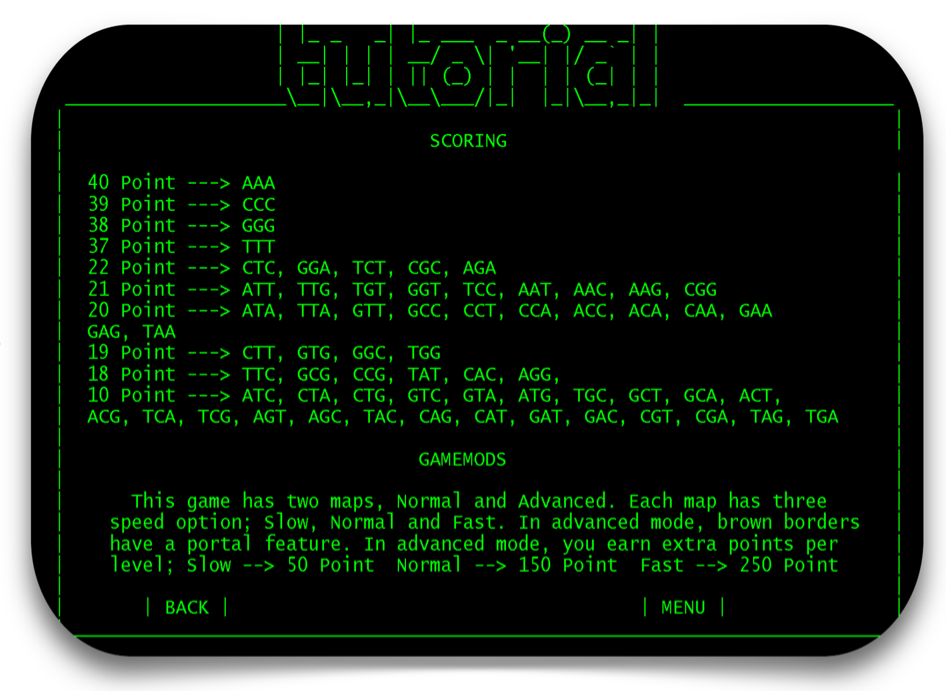 tutorial
SCORING
40 Point ---> AAA
39 Point ---> CCC
38 Point ---> GGG
37 Point ---> TTT
22 Point ---> CTC, GGA, TCT, CGC, AGA
21 Point ---> ATT, TTG, TGT, GGT, TCC, AAT, AAC, AAG, CGG
20 Point ---> ATA, TTA, GTT, GCC, CCT, CCA, ACC, ACA, CAA, GAA
GAG, TAA
19 Point ---> CTT, GTG, GGC, TGG
18 Point ---> TTC, GCG, CCG, TAT, CAC, AGG,
10 Point ---> ATC, CTA, CTG, GTC, GTA, ATG, TGC, GCT, GCA, ACT,
ACG, TCA, TCG, AGT, AGC, TAC, CAG, CAT, GAT, GAC, CGT, CGA, TAG, TGA
GAMEMODS
This game has two maps, Normal and Advanced. Each map has three
speed option; Slow, Normal and Fast. In advanced mode, brown borders
have a portal feature. In advanced mode, you earn extra points per
level; Slow --> 50 Point  Normal --> 150 Point  Fast --> 250 Point
| BACK | | MENU |